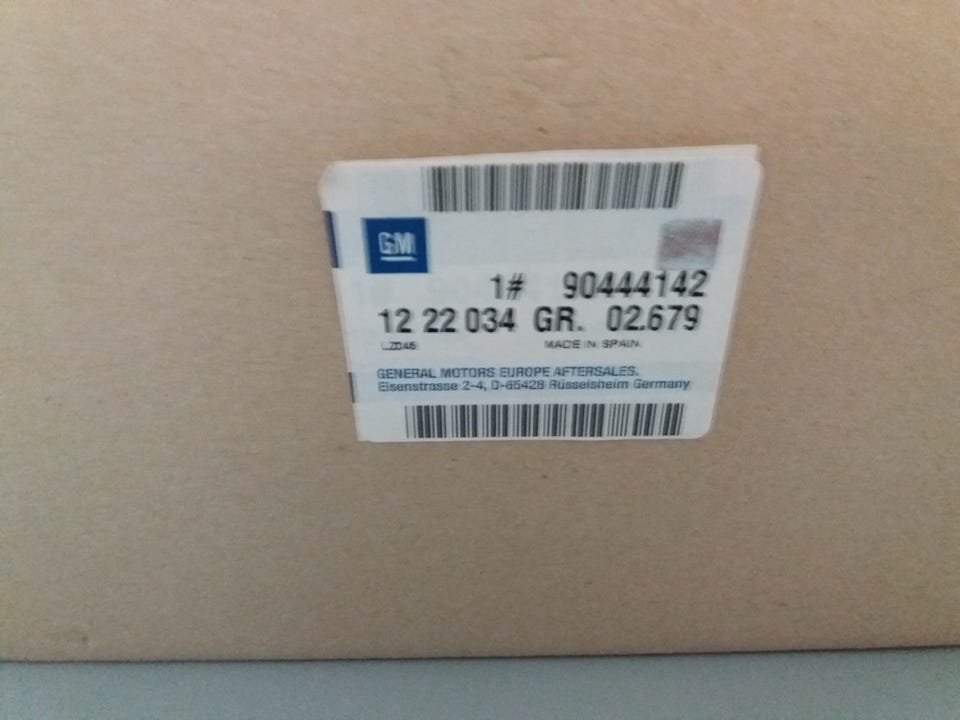 GM
1# 90444142
12 22 034 GR. 02.679
LZ046 MADE IN SPAIN
GENERAL MOTORS EUROPE AFTERSALES.
Eisenstrasse 2-4, D-65428 Rüsselsheim Germany